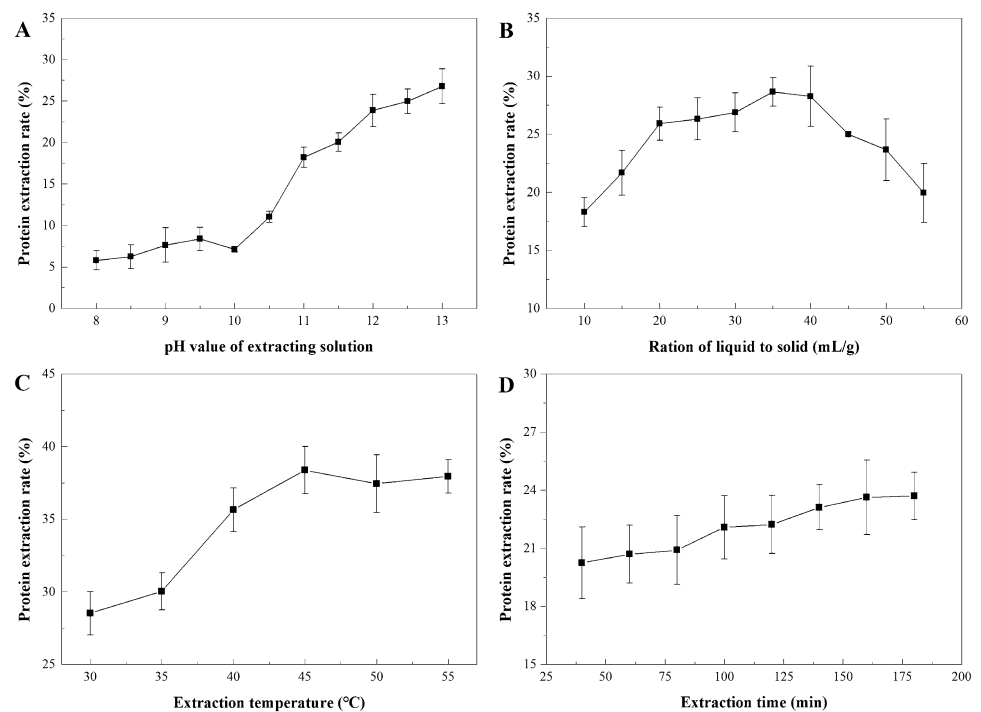 A
Protein extraction rate (%)
35
30
25
20
15
10
5
0
8 9 10 11 12 13
pH value of extracting solution
B
Protein extraction rate (%)
35
30
25
20
15
10
10 20 30 40 50 60
Ration of liquid to solid (mL/g)
C
Protein extraction rate (%)
45
40
35
30
25
30 35 40 45 50 55
Extraction temperature (℃)
D
Protein extraction rate (%)
30
27
24
21
18
15
25 50 75 100 125 150 175 200
Extraction time (min)